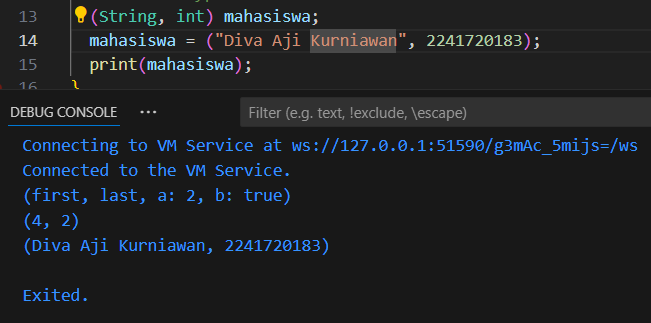 13 (String, int) mahasiswa;
14 mahasiswa = ("Diva Aji Kurniawan", 2241720183);
15 print(mahasiswa);
16 }
DEBUG CONSOLE ··· Filter (e.g. text, !exclude, \escape)
Connecting to VM Service at ws://127.0.0.1:51590/g3mAc_5mijs=/ws
Connected to the VM Service.
(first, last, a: 2, b: true)
(4, 2)
(Diva Aji Kurniawan, 2241720183)
Exited.